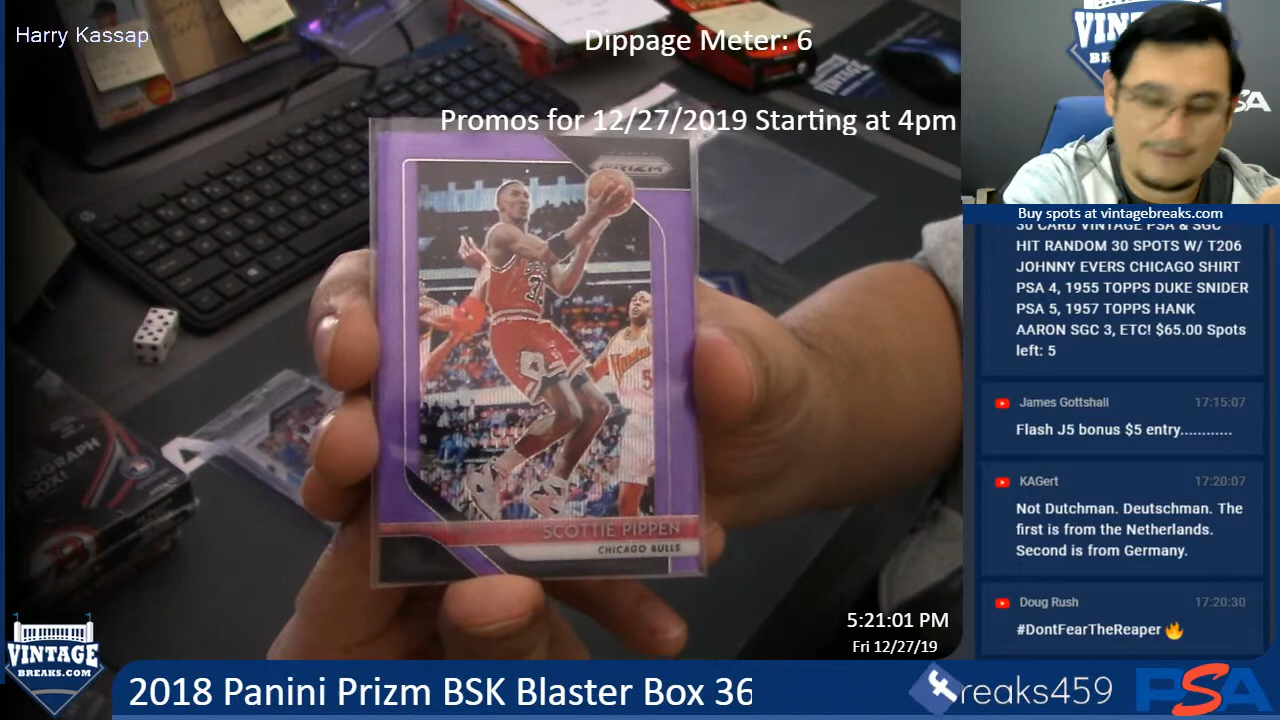 Harry Kassap
Dippage Meter: 6
Promos for 12/27/2019 Starting at 4pm
PRIZM
SCOTTIE PIPPEN
CHICAGO BULLS
VINTAGE
BREAKS.COM
5:21:01 PM
Fri 12/27/19
2018 Panini Prizm BSK Blaster Box 36
reaks459
PSA
Buy spots at vintagebreaks.com
30 CARD VINTAGE PSA & SGC
HIT RANDOM 30 SPOTS W/ T206
JOHNNY EVERS CHICAGO SHIRT
PSA 4, 1955 TOPPS DUKE SNIDER
PSA 5, 1957 TOPPS HANK
AARON SGC 3, ETC! $65.00 Spots
left: 5
James Gottshall 17:15:07
Flash J5 bonus $5 entry............
KAGert 17:20:07
Not Dutchman. Deutschman. The
first is from the Netherlands.
Second is from Germany.
Doug Rush 17:20:30
#DontFearTheReaper🔥